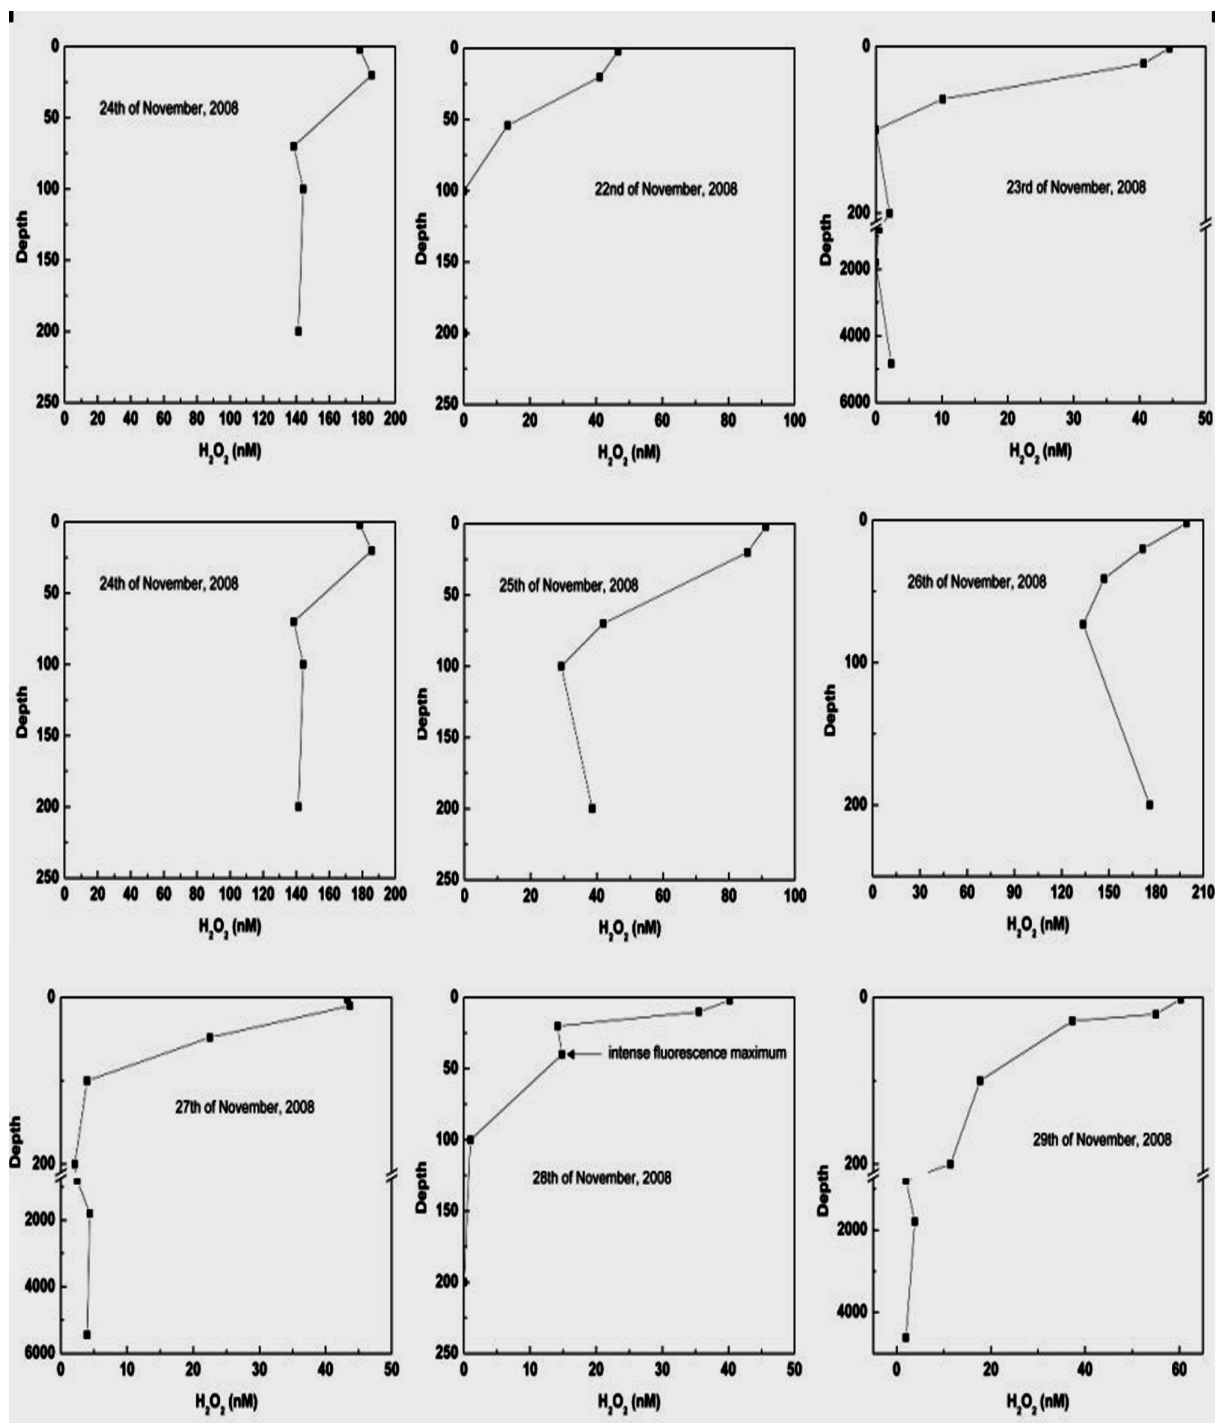 0
50
100
150
200
250
Depth
24th of November, 2008
0 20 40 60 80 100 120 140 160 180 200
H2O2 (nM)
0
50
100
150
200
250
Depth
22nd of November, 2008
0 20 40 60 80 100
H2O2 (nM)
0
200
2000
4000
6000
Depth
23rd of November, 2008
0 10 20 30 40 50
H2O2 (nM)
0
50
100
150
200
250
Depth
24th of November, 2008
0 20 40 60 80 100 120 140 160 180 200
H2O2 (nM)
0
50
100
150
200
250
Depth
25th of November, 2008
0 20 40 60 80 100
H2O2 (nM)
0
100
200
Depth
26th of November, 2008
0 30 60 90 120 150 180 210
H2O2 (nM)
0
200
2000
4000
6000
Depth
27th of November, 2008
0 10 20 30 40 50
H2O2 (nM)
0
50
100
150
200
250
Depth
intense fluorescence maximum
28th of November, 2008
0 10 20 30 40 50
H2O2 (nM)
0
200
2000
4000
Depth
29th of November, 2008
0 20 40 60
H2O2 (nM)